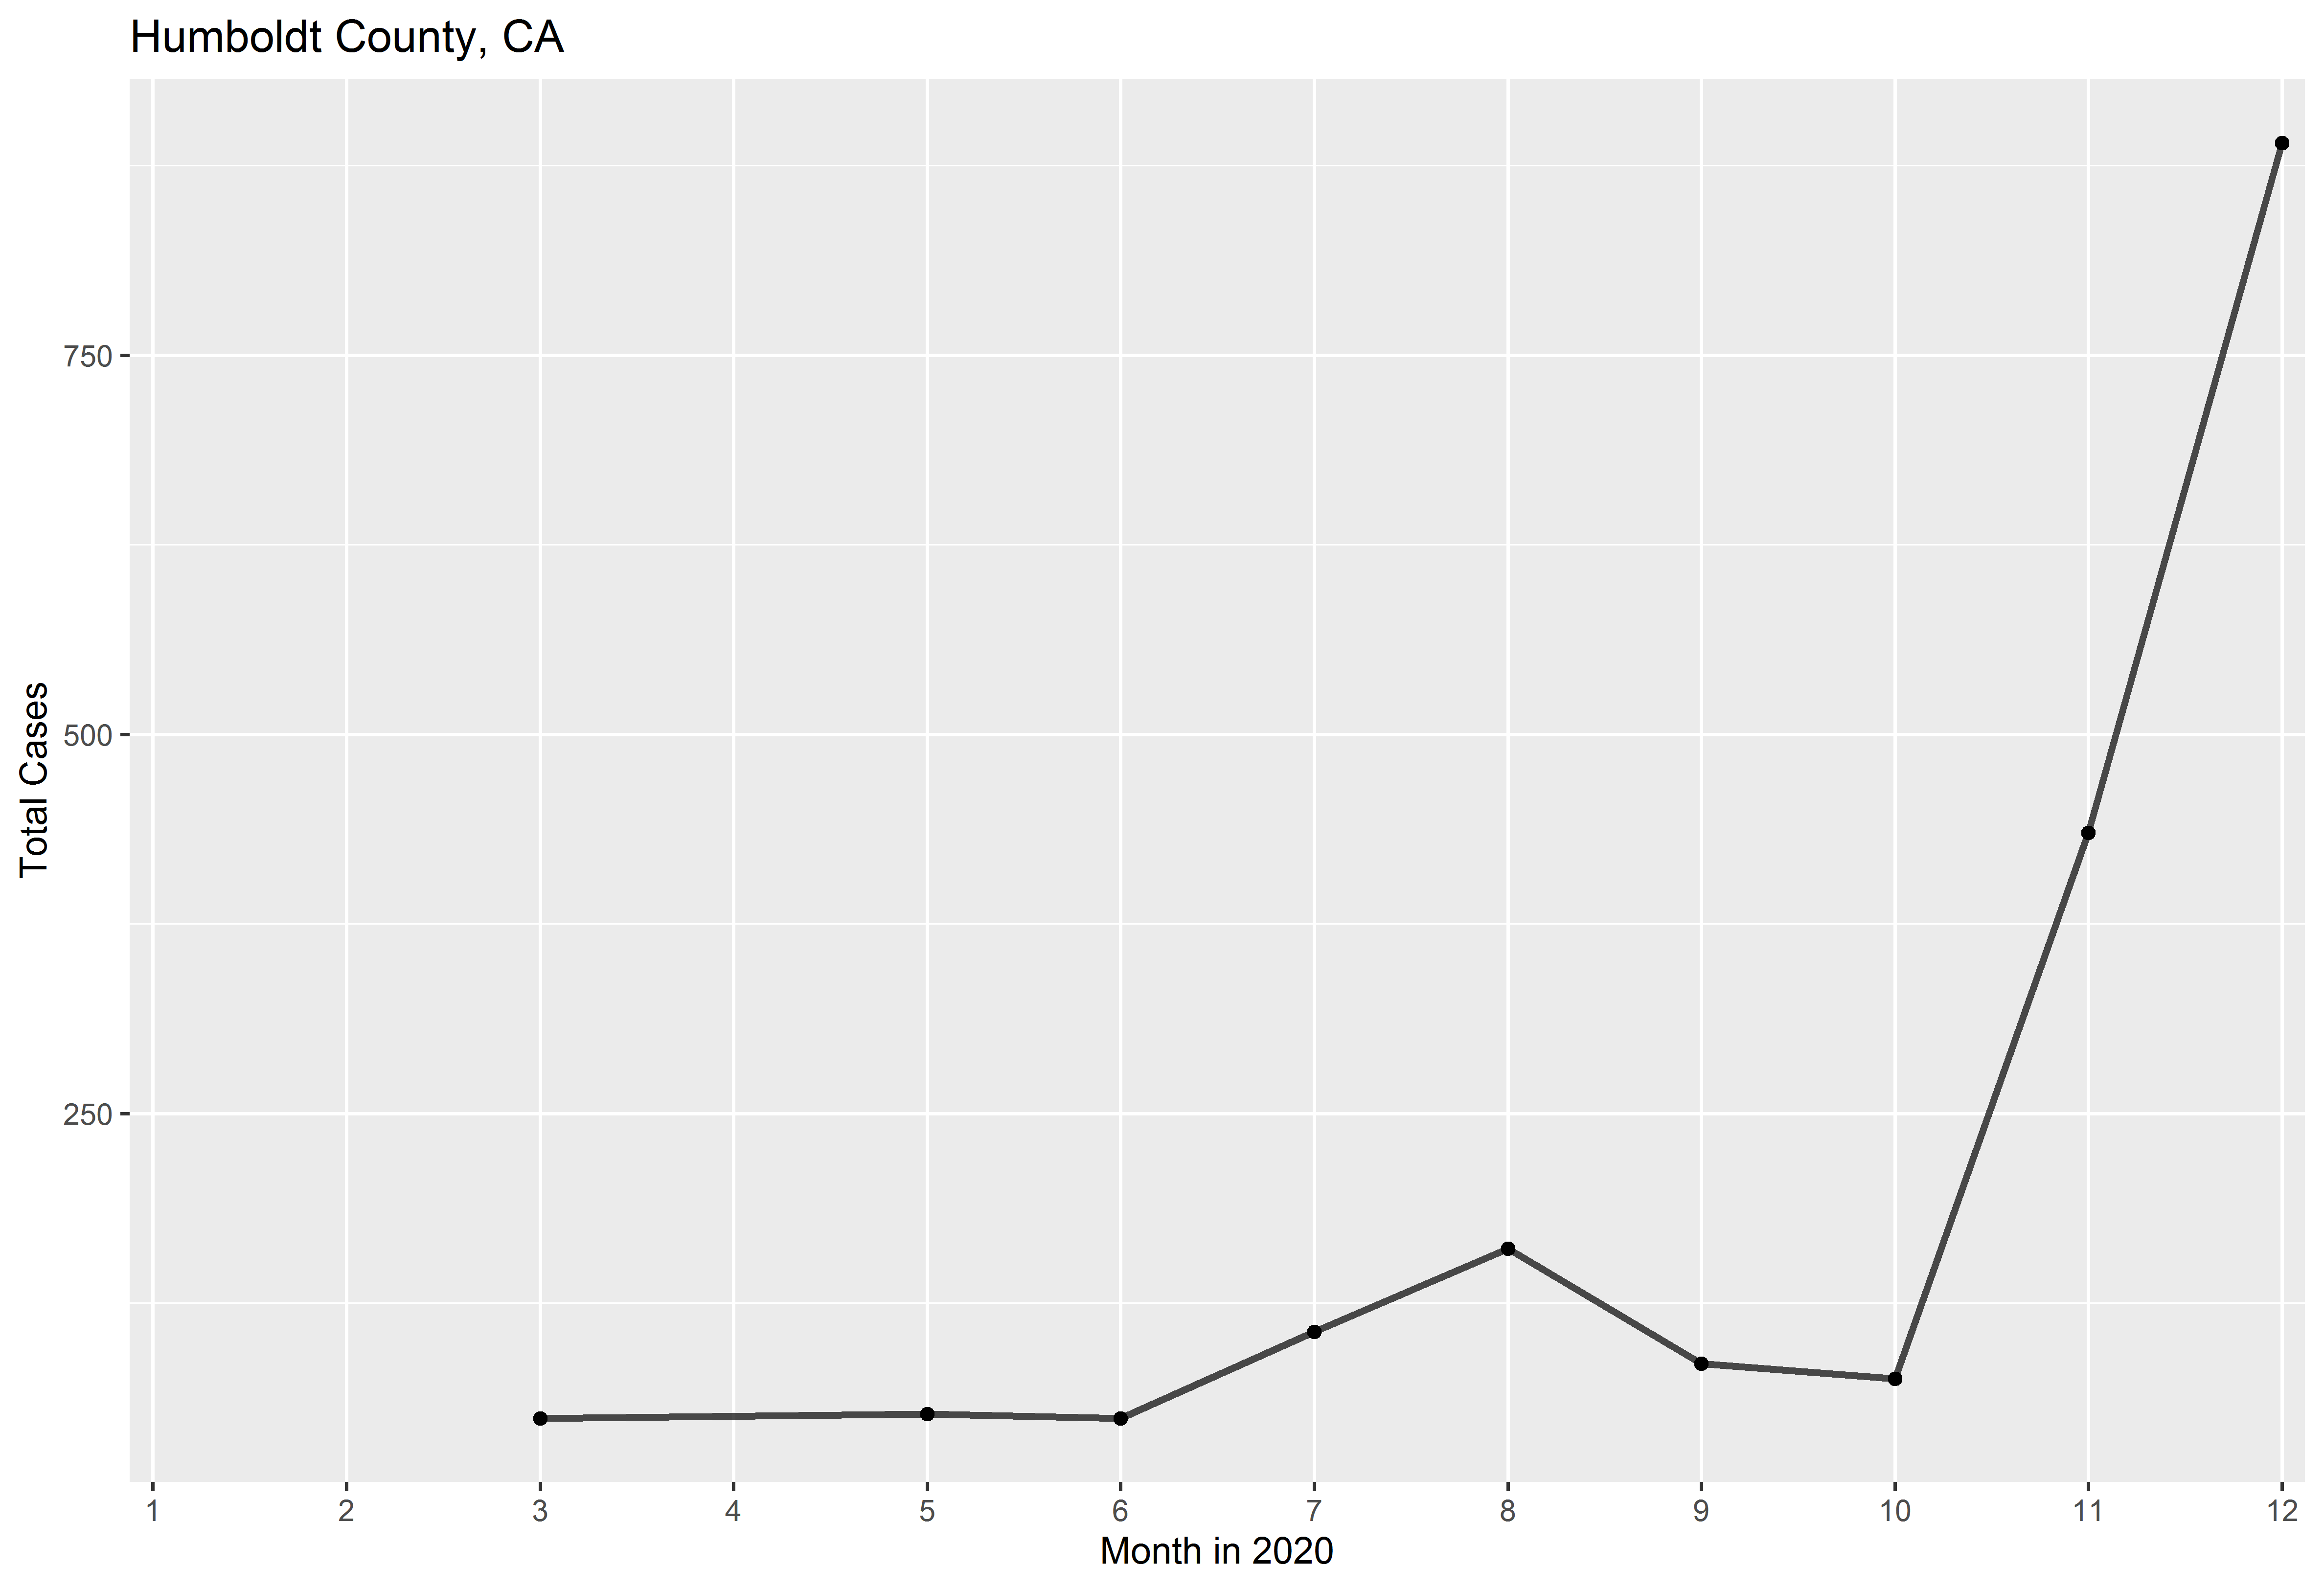 Humboldt County, CA
Total Cases
750
500
250
1 2 3 4 5 6 7 8 9 10 11 12
Month in 2020